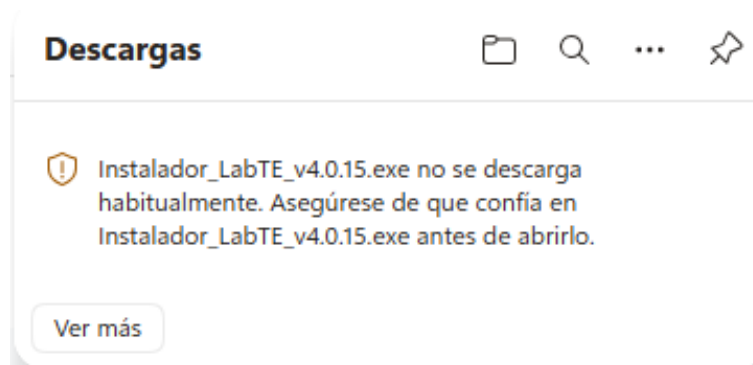 Descargas
Instalador_LabTE_v4.0.15.exe no se descarga
habitualmente. Asegúrese de que confía en
Instalador_LabTE_v4.0.15.exe antes de abrirlo.
Ver más